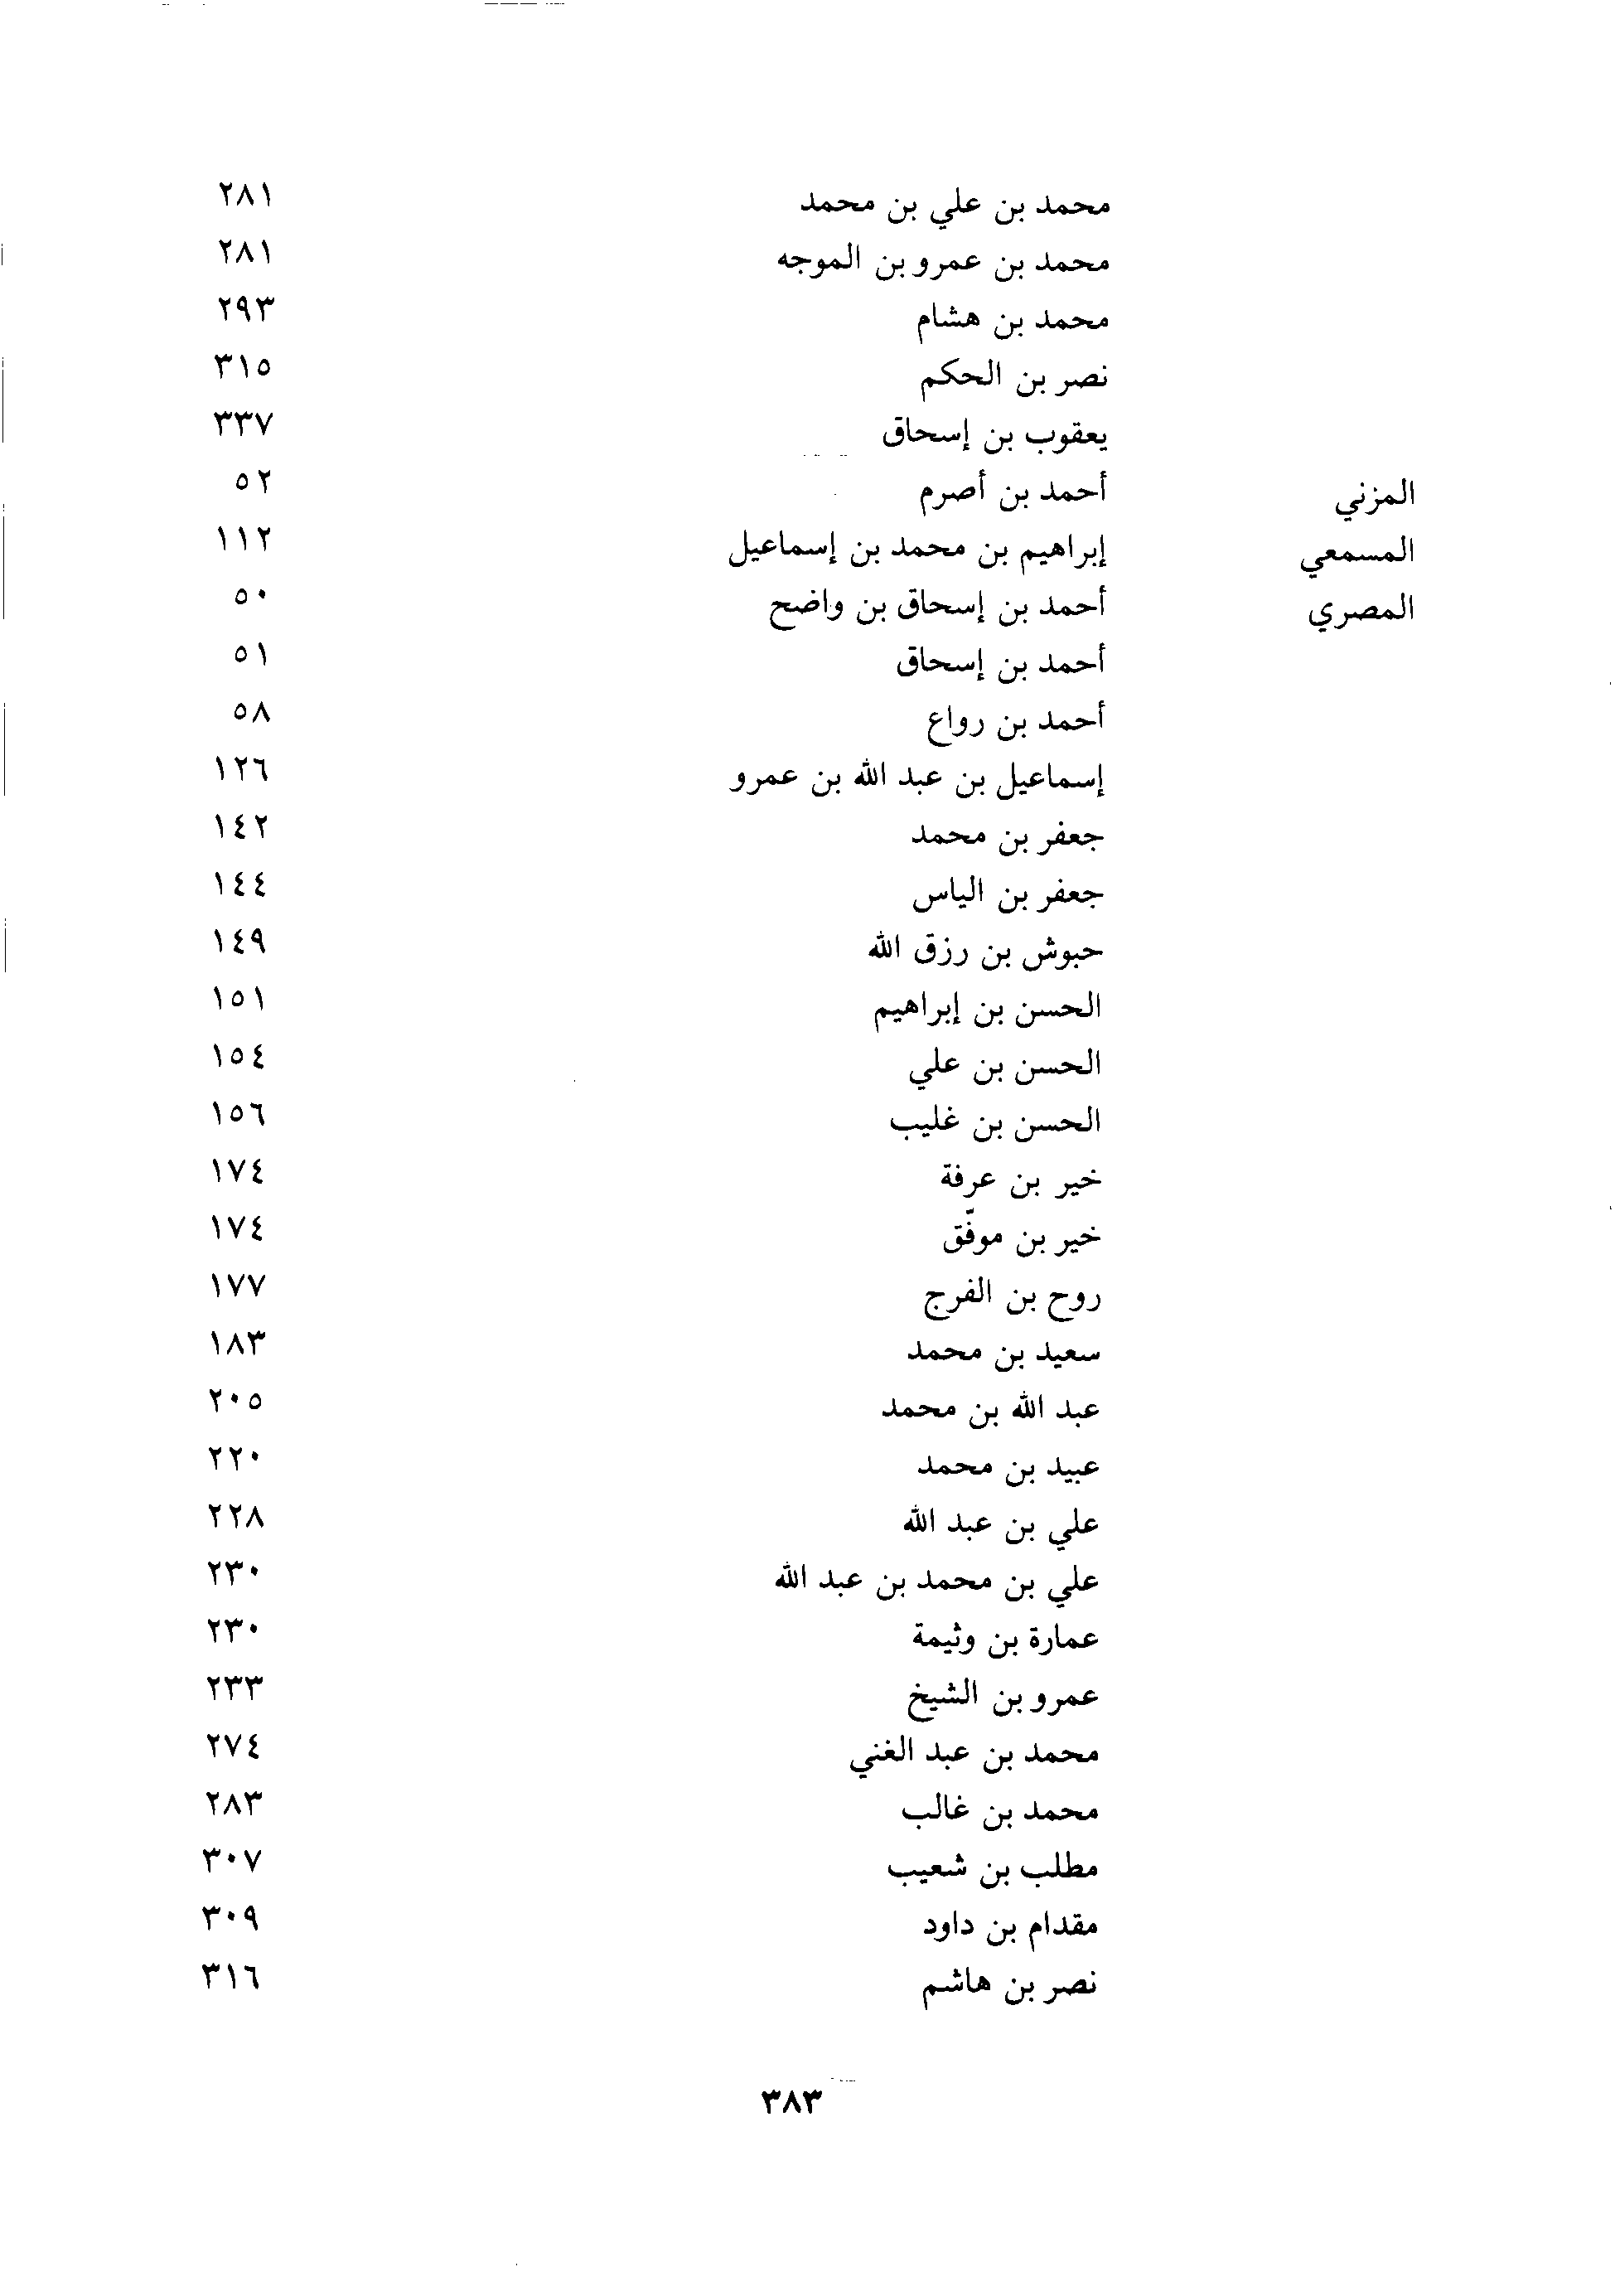 محمد بن علي بن محمد ٢٨١
محمد بن عمرو بن الموجه ٢٨١
محمد بن هشام ٢٩٣
نصر بن الحكم ٣١٥
يعقوب بن إسحاق ٣٣٧
المزني أحمد بن أصرم ٥٢
المسمعي إبراهيم بن محمد بن إسماعيل ١١٢
المصري أحمد بن إسحاق بن واضح ٥٠
أحمد بن إسحاق ٥١
أحمد بن رواع ٥٨
إسماعيل بن عبد الله بن عمرو ١٢٦
جعفر بن محمد ١٤٢
جعفر بن الياس ١٤٤
حبوش بن رزق الله ١٤٩
الحسن بن إبراهيم ١٥١
الحسن بن علي ١٥٤
الحسن بن غليب ١٥٦
خير بن عرفة ١٧٤
خير بن موفّق ١٧٤
روح بن الفرج ١٧٧
سعيد بن محمد ١٨٣
عبد الله بن محمد ٢٠٥
عبيد بن محمد ٢٢٠
علي بن عبد الله ٢٢٨
علي بن محمد بن عبد الله ٢٣٠
عمارة بن وثيمة ٢٣٠
عمرو بن الشيخ ٢٣٣
محمد بن عبد الغني ٢٧٤
محمد بن غالب ٢٨٣
مطلب بن شعيب ٣٠٧
مقدام بن داود ٣٠٩
نصر بن هاشم ٣١٦
٣٨٣